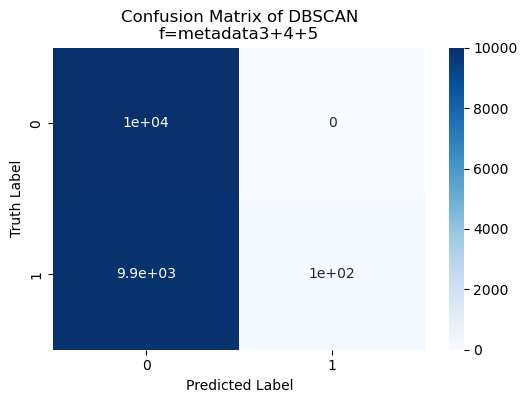 Confusion Matrix of DBSCAN
f=metadata3+4+5
10000
0
1e+04
0
8000
Truth Label
6000
4000
1
9.9e+03
1e+02
2000
0
0
1
Predicted Label